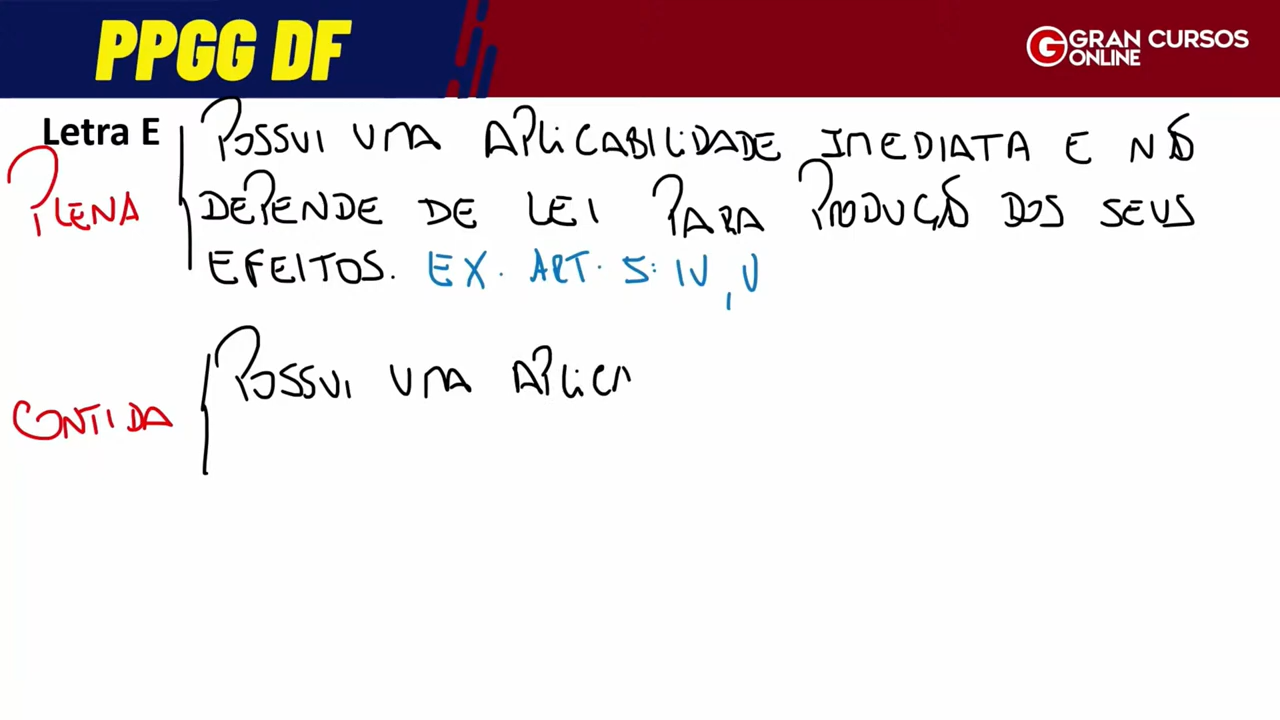 PPGG DF
GRAN CURSOS
ONLINE
Letra E
PLENA
POSSUI UMA APLICABILIDADE IMEDIATA E NÃO
DEPENDE DE LEI PARA PRODUÇÃO DOS SEUS
EFEITOS. EX. ART. 5: IV, V
CONTIDA
POSSUI UMA APLICA